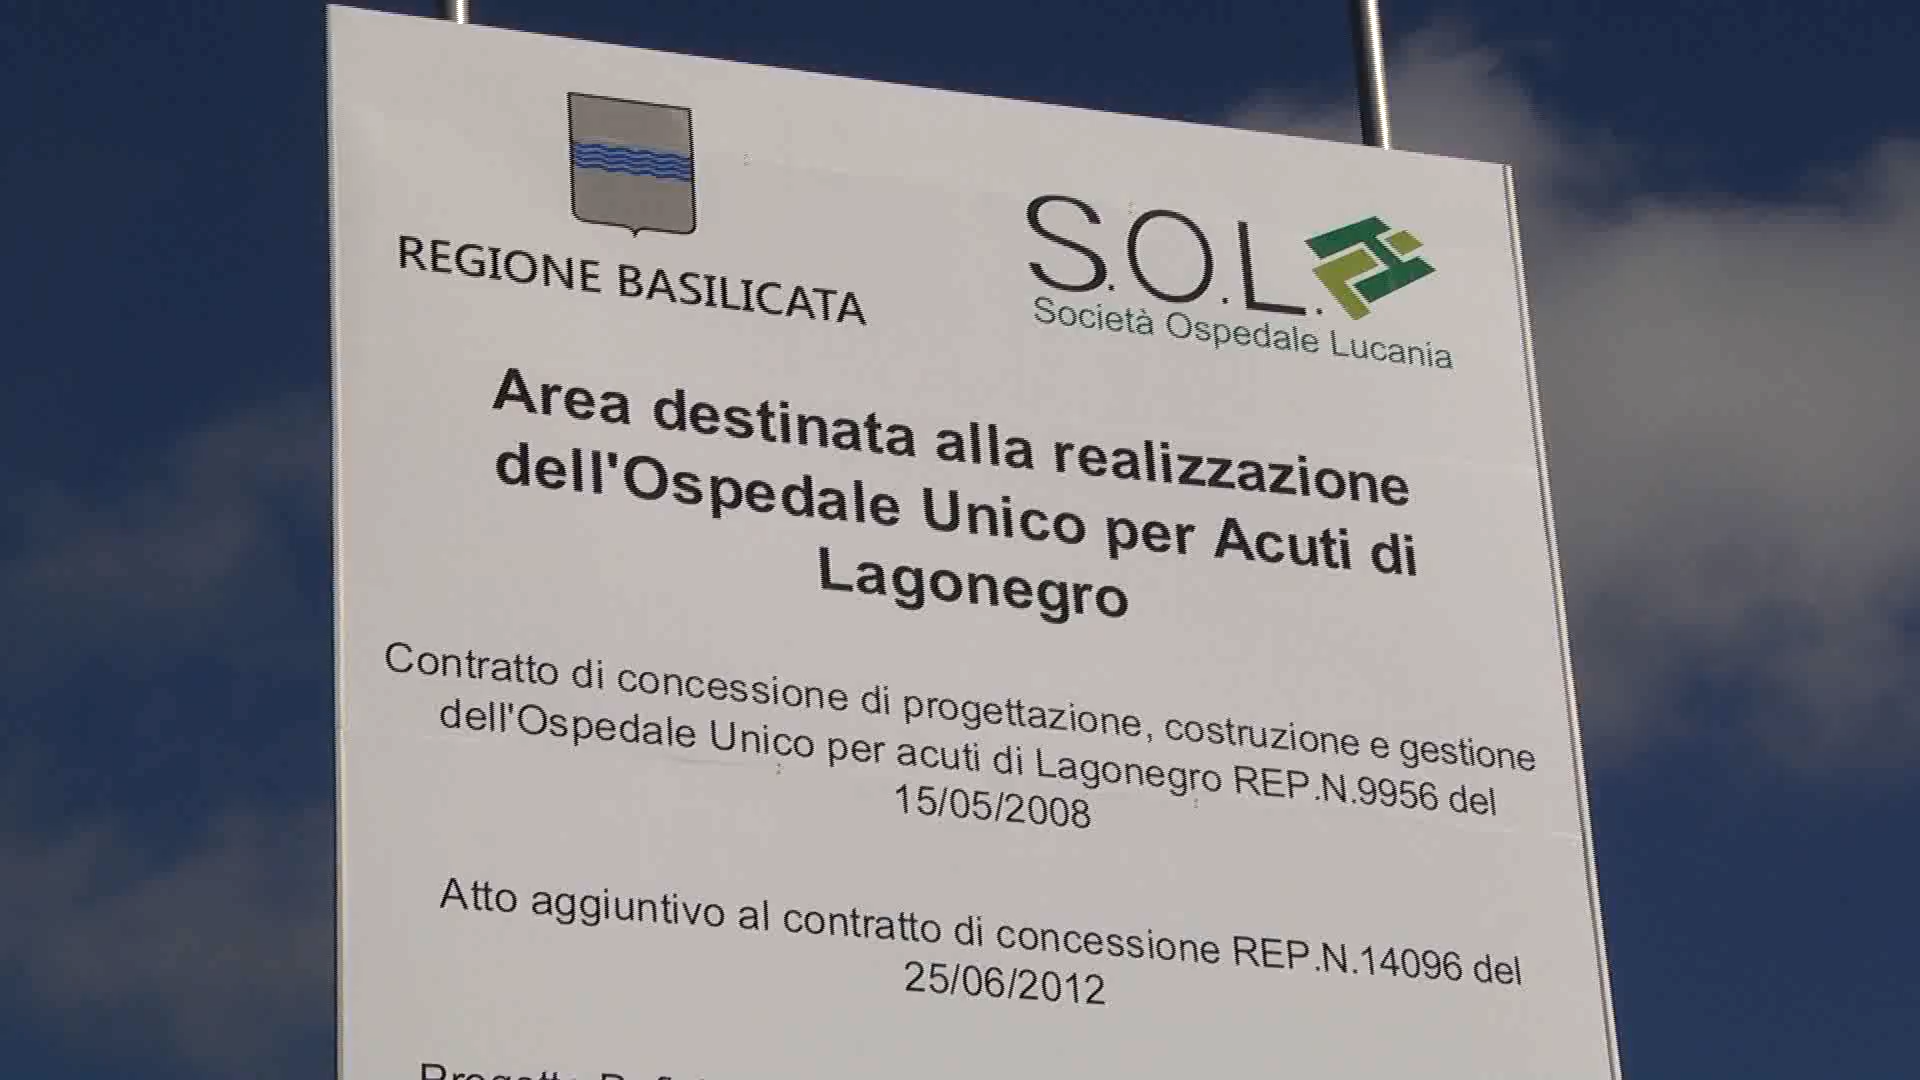 REGIONE BASILICATA
S.O.L.
Società Ospedale Lucania
Area destinata alla realizzazione
dell'Ospedale Unico per Acuti di
Lagonegro
Contratto di concessione di progettazione, costruzione e gestione
dell'Ospedale Unico per acuti di Lagonegro REP.N.9956 del
15/05/2008
Atto aggiuntivo al contratto di concessione REP.N.14096 del
25/06/2012
Progetto